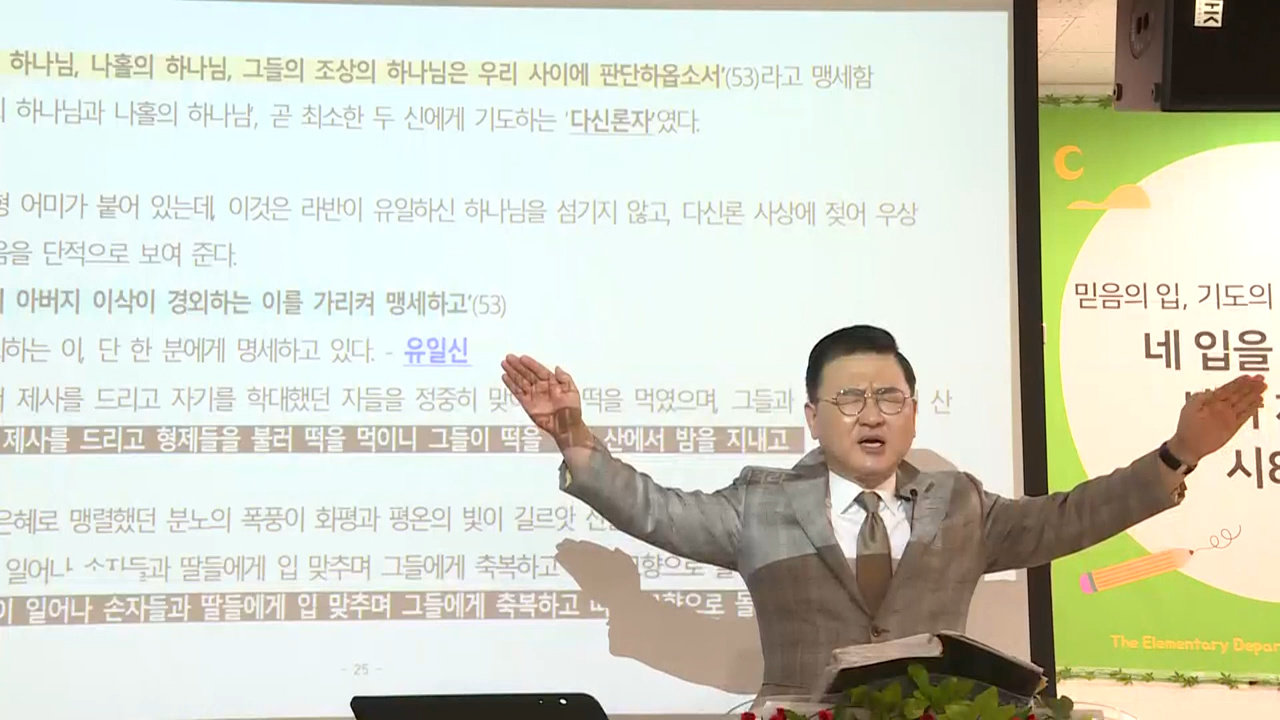 하나님, 나홀의 하나님, 그들의 조상의 하나님은 우리 사이에 판단하옵소서'(53)라고 맹세함
하나님과 나홀의 하나님', 곧 최소한 두 신에게 기도하는 '다신론자'였다.
어미가 붙어 있는데, 이것은 라반이 유일하신 하나님을 섬기지 않고, 다신론 사상에 젖어 우상
단적으로 보여 준다.
아버지 이삭이 경외하는 이를 가리켜 맹세하고'(53)
하는 이, 단 한 분에게 명세하고 있다. - 유일신
제사를 드리고 자기를 학대했던 자들을 정중히 떡을 먹였으며, 그들과 산
제사를 드리고 형제들을 불러 떡을 먹이니 그들이 떡을 산에서 밤을 지내고
은혜로 맹렬했던 분노의 폭풍이 화평과 평온의 빛이 길르앗
일어나 손자들과 딸들에게 입 맞추며 그들에게 축복하고
이 일어나 손자들과 딸들에게 입 맞추며 그들에게 축복하고
- 25 -
믿음의 입, 기도의
네 입을
The Elementary